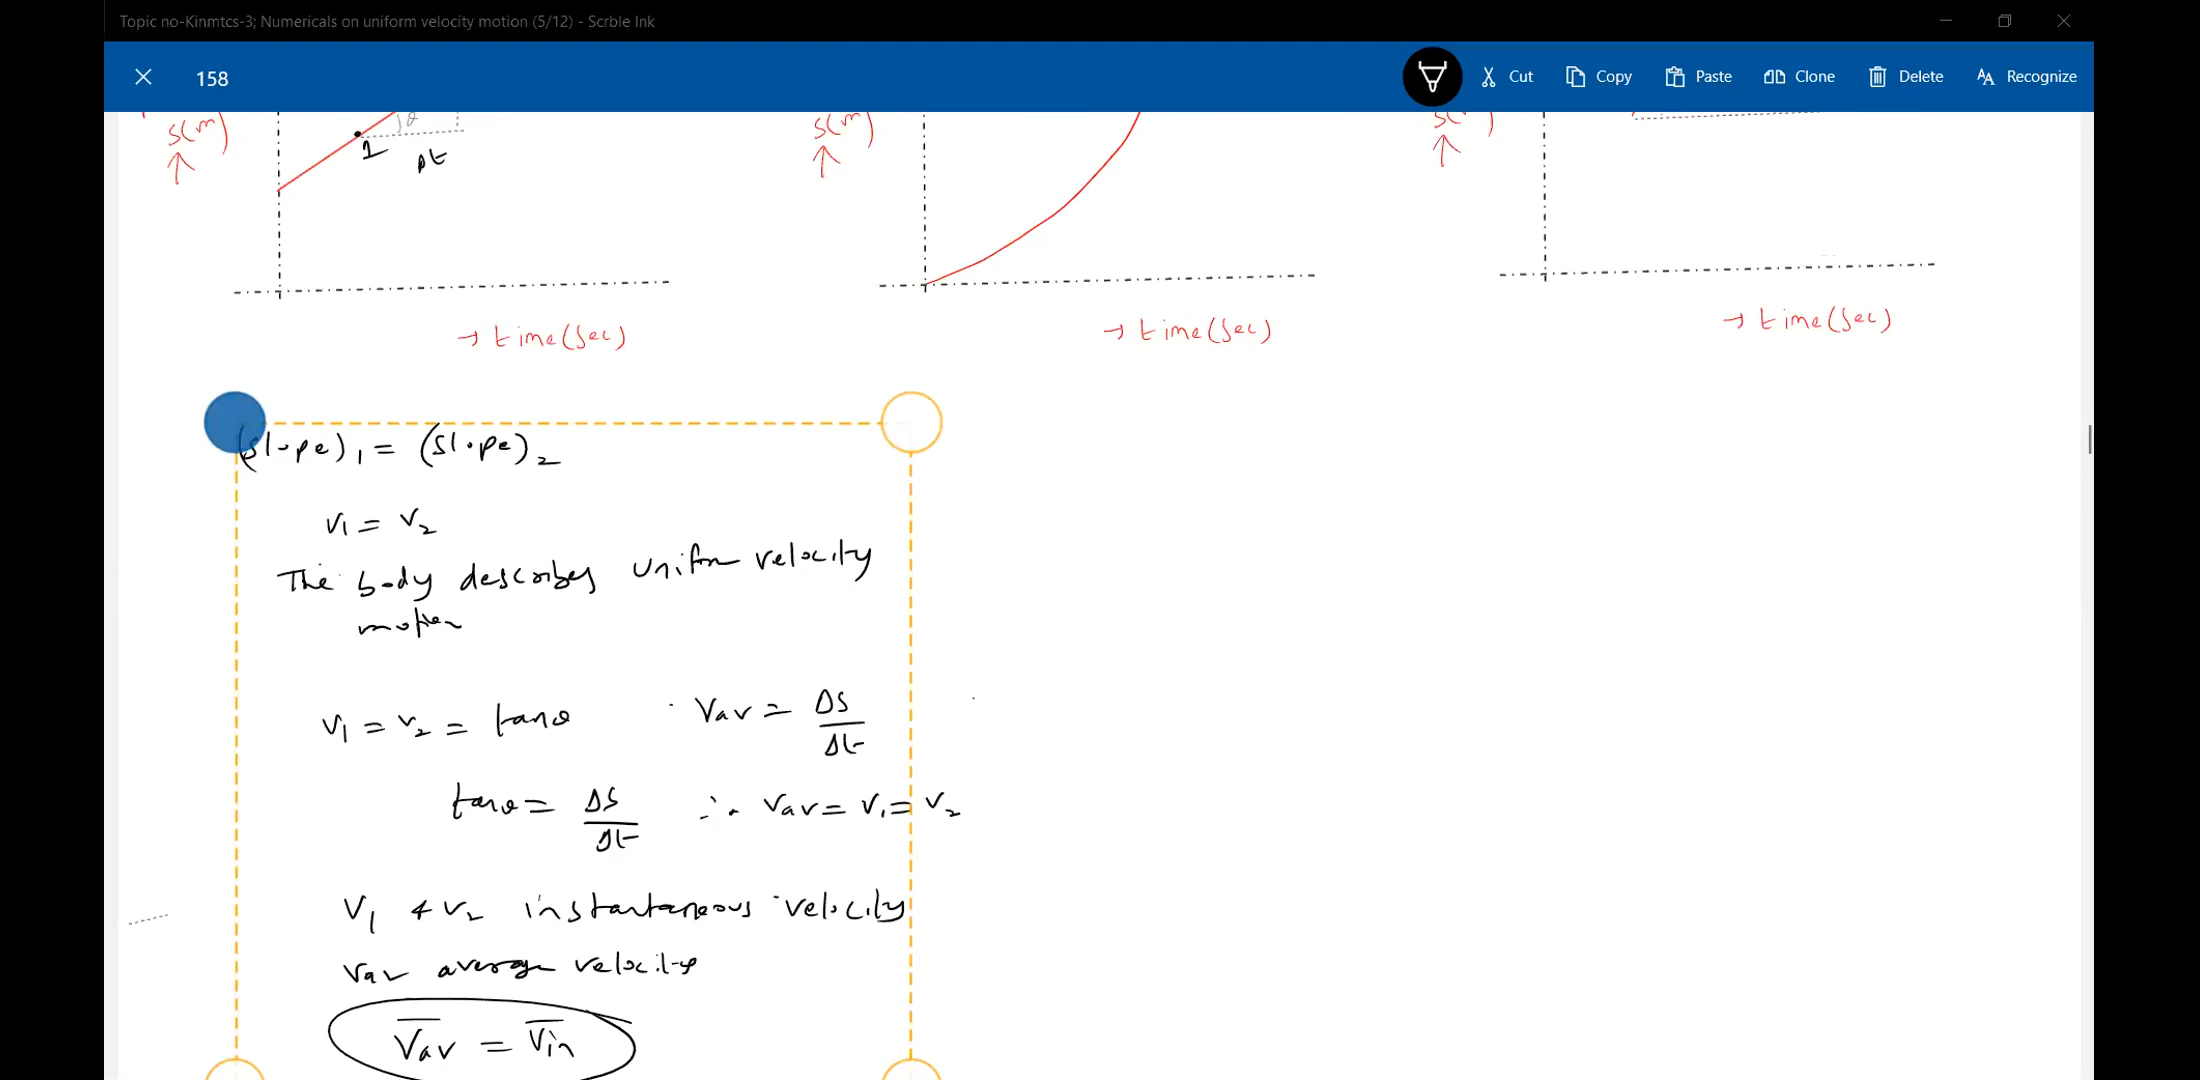 Topic no-Kinmtcs-3; Numericals on uniform velocity motion (5/12) - Scrble Ink
158 Cut Copy Paste Clone Delete Recognize
s(m) s(m) s(
↑ ↑ ↑
θ
1 Δt
→ time(sec) → time(sec) → time(sec)
(slope)₁ = (slope)₂
v₁ = v₂
The body describes uniform velocity
motion
v₁ = v₂ = tanθ Vav = Δs/Δt
tanθ = Δs/Δt ∴ Vav = v₁ = v₂
V₁ & V₂ instantaneous velocity
Vav average velocity
V̅av = V̅in